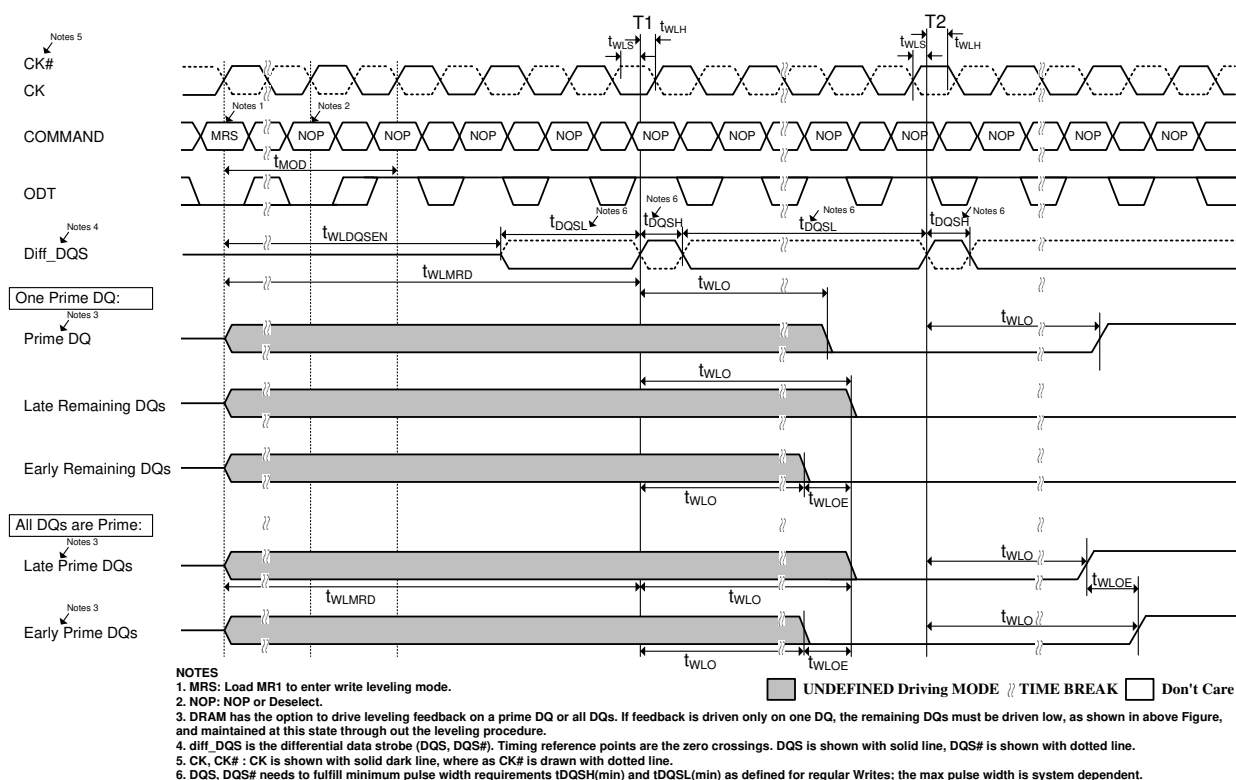 T1 T2
tWLS tWLH tWLS tWLH
Notes 5
CK#
CK
Notes 1 Notes 2
COMMAND MRS NOP NOP NOP NOP NOP NOP NOP NOP NOP NOP NOP
tMOD
ODT
Notes 6 Notes 6 Notes 6 Notes 6
tDQSL tDQSH tDQSL tDQSH
Notes 4
tWLDQSEN
Diff_DQS
tWLMRD
tWLO
One Prime DQ:
Notes 3
tWLO
Prime DQ
tWLO
Late Remaining DQs
Early Remaining DQs
tWLO tWLOE
All DQs are Prime:
Notes 3
tWLO
Late Prime DQs
tWLOE
tWLMRD tWLO
Notes 3
tWLO
Early Prime DQs
tWLO tWLOE
NOTES
1. MRS: Load MR1 to enter write leveling mode.
UNDEFINED Driving MODE TIME BREAK Don't Care
2. NOP: NOP or Deselect.
3. DRAM has the option to drive leveling feedback on a prime DQ or all DQs. If feedback is driven only on one DQ, the remaining DQs must be driven low, as shown in above Figure,
and maintained at this state through out the leveling procedure.
4. diff_DQS is the differential data strobe (DQS, DQS#). Timing reference points are the zero crossings. DQS is shown with solid line, DQS# is shown with dotted line.
5. CK, CK# : CK is shown with solid dark line, where as CK# is drawn with dotted line.
6. DQS, DQS# needs to fulfill minimum pulse width requirements tDQSH(min) and tDQSL(min) as defined for regular Writes; the max pulse width is system dependent.